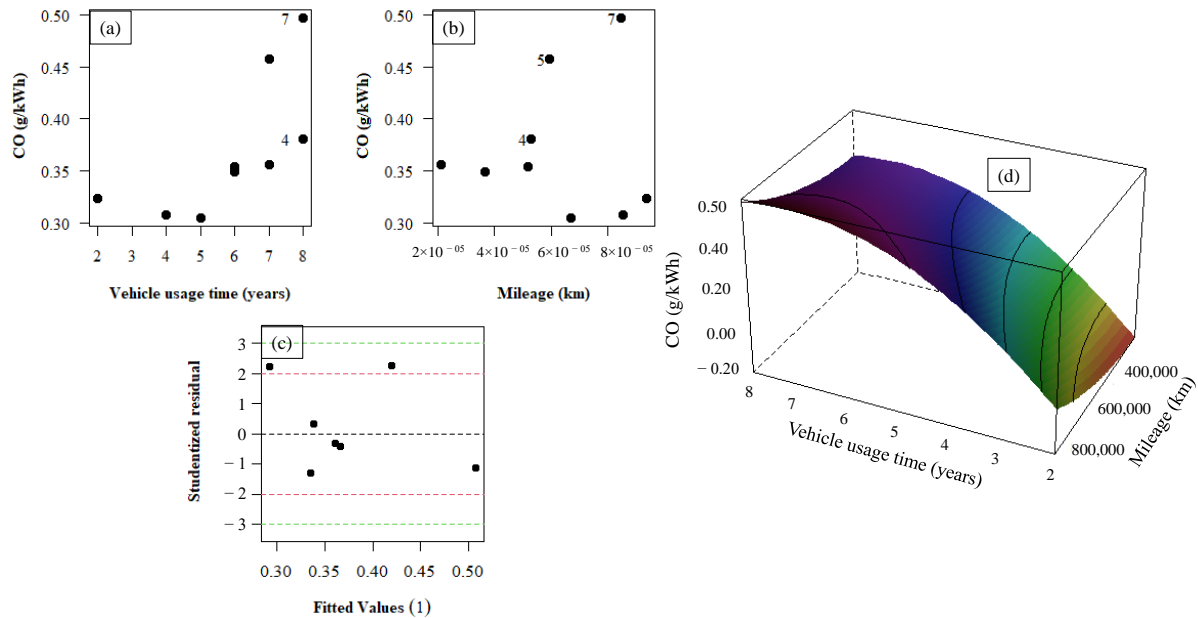 (a)
CO (g/kWh)
0.50
0.45
0.40
0.35
0.30
7
4
2 3 4 5 6 7 8
Vehicle usage time (years)
(b)
CO (g/kWh)
0.50
0.45
0.40
0.35
0.30
7
5
4
2×10⁻⁰⁵ 4×10⁻⁰⁵ 6×10⁻⁰⁵ 8×10⁻⁰⁵
Mileage (km)
(c)
Studentized residual
3
2
1
0
−1
−2
−3
0.30 0.35 0.40 0.45 0.50
Fitted Values (1)
(d)
CO (g/kWh)
0.50
0.40
0.20
0.00
−0.20
8 7 6 5 4 3 2
Vehicle usage time (years)
400,000
600,000
800,000
Mileage (km)